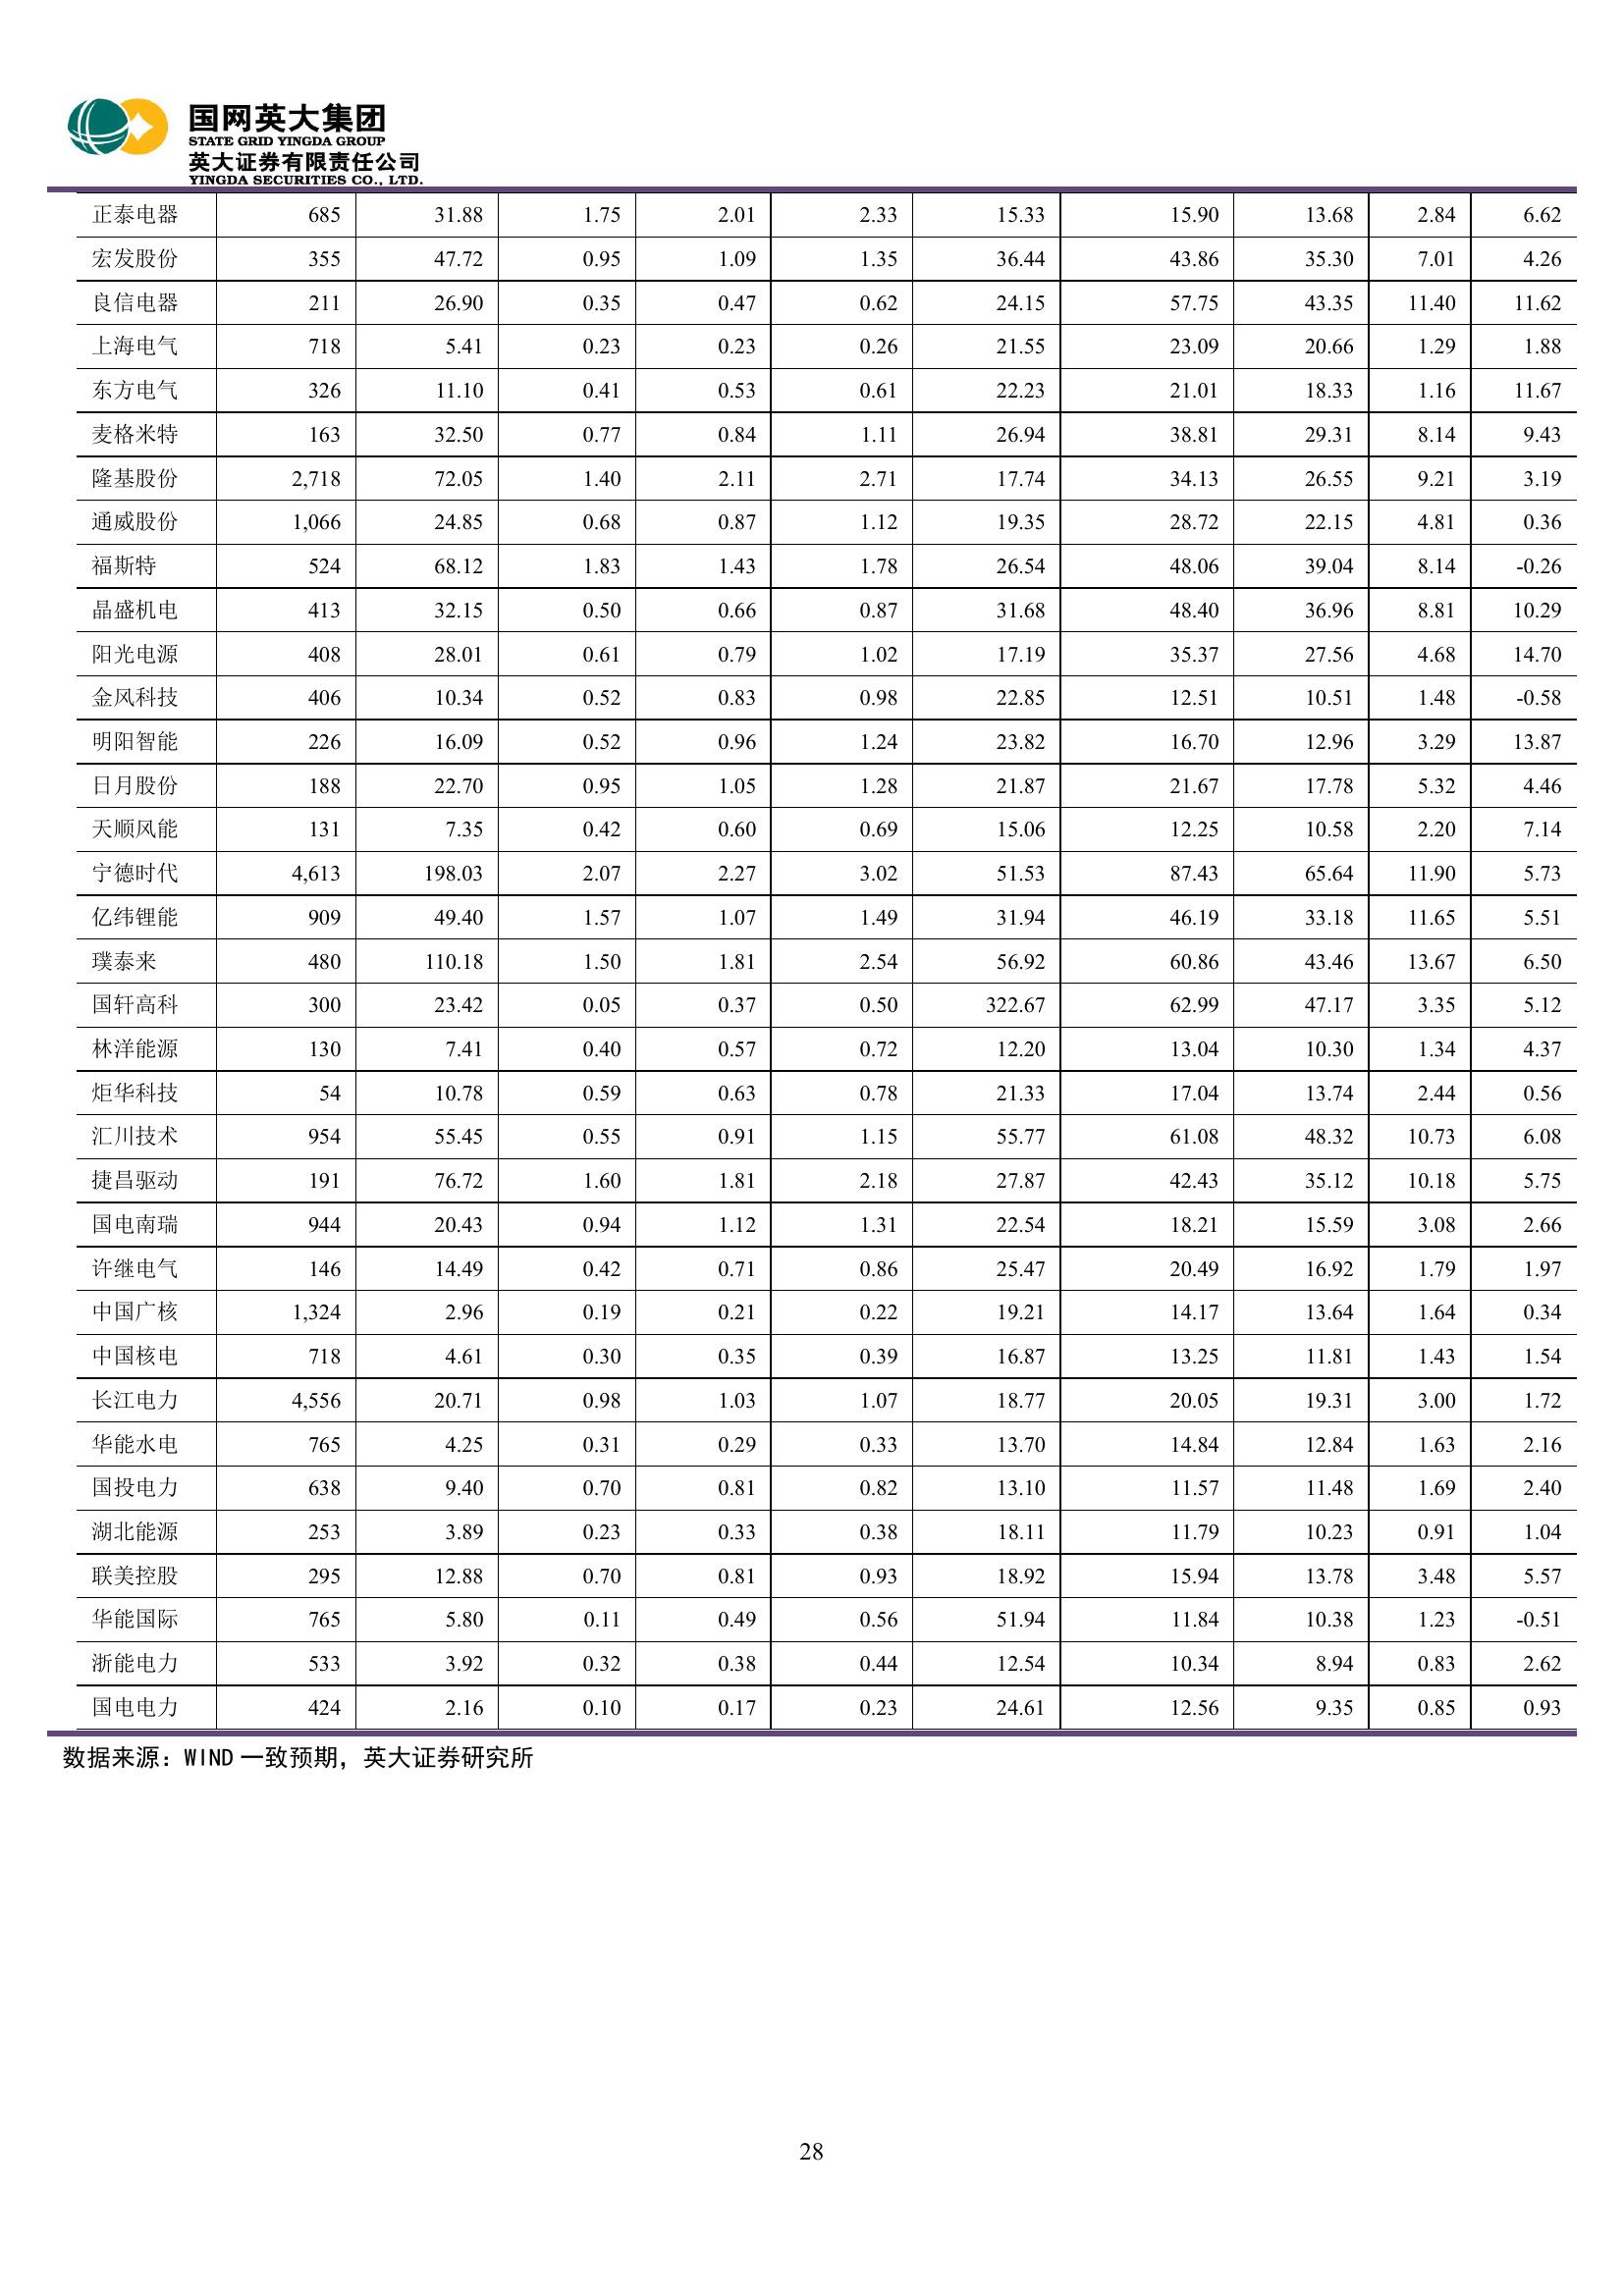 国网英大集团
STATE GRID YINGDA GROUP
英大证券有限责任公司
YINGDA SECURITIES CO., LTD.
正泰电器 685 31.88 1.75 2.01 2.33 15.33 15.90 13.68 2.84 6.62
宏发股份 355 47.72 0.95 1.09 1.35 36.44 43.86 35.30 7.01 4.26
良信电器 211 26.90 0.35 0.47 0.62 24.15 57.75 43.35 11.40 11.62
上海电气 718 5.41 0.23 0.23 0.26 21.55 23.09 20.66 1.29 1.88
东方电气 326 11.10 0.41 0.53 0.61 22.23 21.01 18.33 1.16 11.67
麦格米特 163 32.50 0.77 0.84 1.11 26.94 38.81 29.31 8.14 9.43
隆基股份 2,718 72.05 1.40 2.11 2.71 17.74 34.13 26.55 9.21 3.19
通威股份 1,066 24.85 0.68 0.87 1.12 19.35 28.72 22.15 4.81 0.36
福斯特 524 68.12 1.83 1.43 1.78 26.54 48.06 39.04 8.14 -0.26
晶盛机电 413 32.15 0.50 0.66 0.87 31.68 48.40 36.96 8.81 10.29
阳光电源 408 28.01 0.61 0.79 1.02 17.19 35.37 27.56 4.68 14.70
金风科技 406 10.34 0.52 0.83 0.98 22.85 12.51 10.51 1.48 -0.58
明阳智能 226 16.09 0.52 0.96 1.24 23.82 16.70 12.96 3.29 13.87
日月股份 188 22.70 0.95 1.05 1.28 21.87 21.67 17.78 5.32 4.46
天顺风能 131 7.35 0.42 0.60 0.69 15.06 12.25 10.58 2.20 7.14
宁德时代 4,613 198.03 2.07 2.27 3.02 51.53 87.43 65.64 11.90 5.73
亿纬锂能 909 49.40 1.57 1.07 1.49 31.94 46.19 33.18 11.65 5.51
璞泰来 480 110.18 1.50 1.81 2.54 56.92 60.86 43.46 13.67 6.50
国轩高科 300 23.42 0.05 0.37 0.50 322.67 62.99 47.17 3.35 5.12
林洋能源 130 7.41 0.40 0.57 0.72 12.20 13.04 10.30 1.34 4.37
炬华科技 54 10.78 0.59 0.63 0.78 21.33 17.04 13.74 2.44 0.56
汇川技术 954 55.45 0.55 0.91 1.15 55.77 61.08 48.32 10.73 6.08
捷昌驱动 191 76.72 1.60 1.81 2.18 27.87 42.43 35.12 10.18 5.75
国电南瑞 944 20.43 0.94 1.12 1.31 22.54 18.21 15.59 3.08 2.66
许继电气 146 14.49 0.42 0.71 0.86 25.47 20.49 16.92 1.79 1.97
中国广核 1,324 2.96 0.19 0.21 0.22 19.21 14.17 13.64 1.64 0.34
中国核电 718 4.61 0.30 0.35 0.39 16.87 13.25 11.81 1.43 1.54
长江电力 4,556 20.71 0.98 1.03 1.07 18.77 20.05 19.31 3.00 1.72
华能水电 765 4.25 0.31 0.29 0.33 13.70 14.84 12.84 1.63 2.16
国投电力 638 9.40 0.70 0.81 0.82 13.10 11.57 11.48 1.69 2.40
湖北能源 253 3.89 0.23 0.33 0.38 18.11 11.79 10.23 0.91 1.04
联美控股 295 12.88 0.70 0.81 0.93 18.92 15.94 13.78 3.48 5.57
华能国际 765 5.80 0.11 0.49 0.56 51.94 11.84 10.38 1.23 -0.51
浙能电力 533 3.92 0.32 0.38 0.44 12.54 10.34 8.94 0.83 2.62
国电电力 424 2.16 0.10 0.17 0.23 24.61 12.56 9.35 0.85 0.93
数据来源：WIND 一致预期，英大证券研究所
28